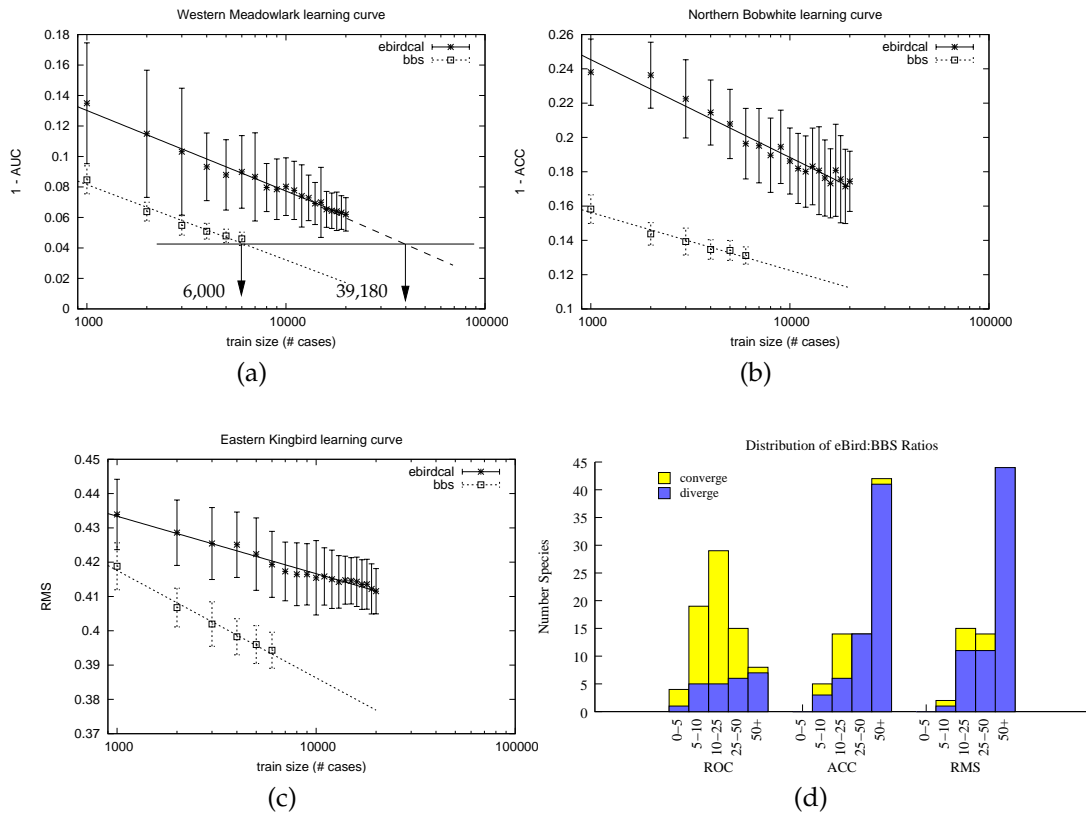 Western Meadowlark learning curve
0.18
0.16
0.14
0.12
0.1
0.08
0.06
0.04
0.02
0
1 - AUC
ebirdcal
bbs
6,000
39,180
1000
10000
100000
train size (# cases)
(a)
Northern Bobwhite learning curve
0.26
0.24
0.22
0.2
0.18
0.16
0.14
0.12
0.1
1 - ACC
ebirdcal
bbs
1000
10000
100000
train size (# cases)
(b)
Eastern Kingbird learning curve
0.45
0.44
0.43
0.42
0.41
0.4
0.39
0.38
0.37
RMS
ebirdcal
bbs
1000
10000
100000
train size (# cases)
(c)
Distribution of eBird:BBS Ratios
45
40
35
30
25
20
15
10
5
0
Number Species
converge
diverge
0−5
5−10
10−25
25−50
50+
0−5
5−10
10−25
25−50
50+
0−5
5−10
10−25
25−50
50+
ROC
ACC
RMS
(d)